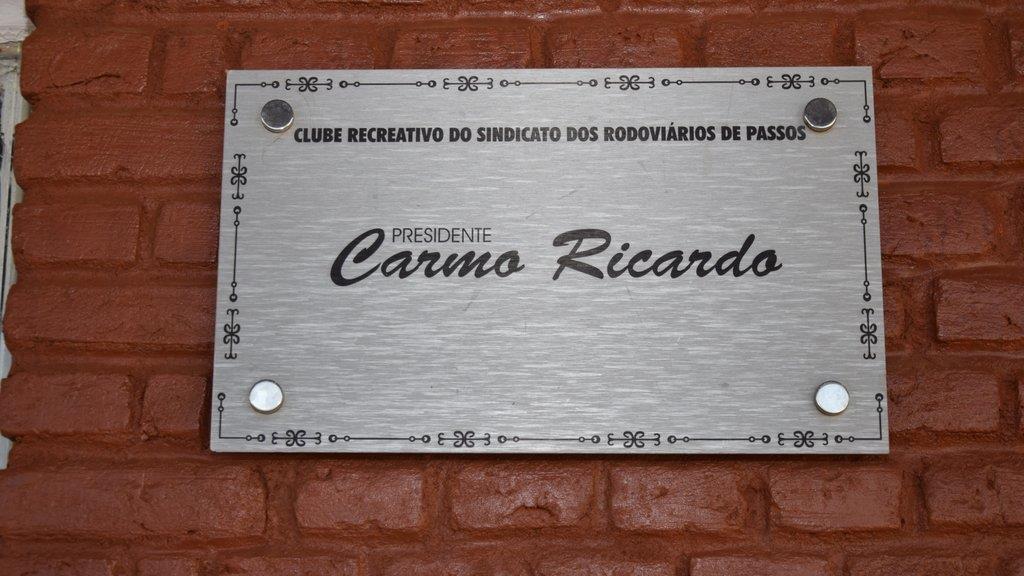 CLUBE RECREATIVO DO SINDICATO DOS RODOVIÁRIOS DE PASSOS
PRESIDENTE
Carmo Ricardo